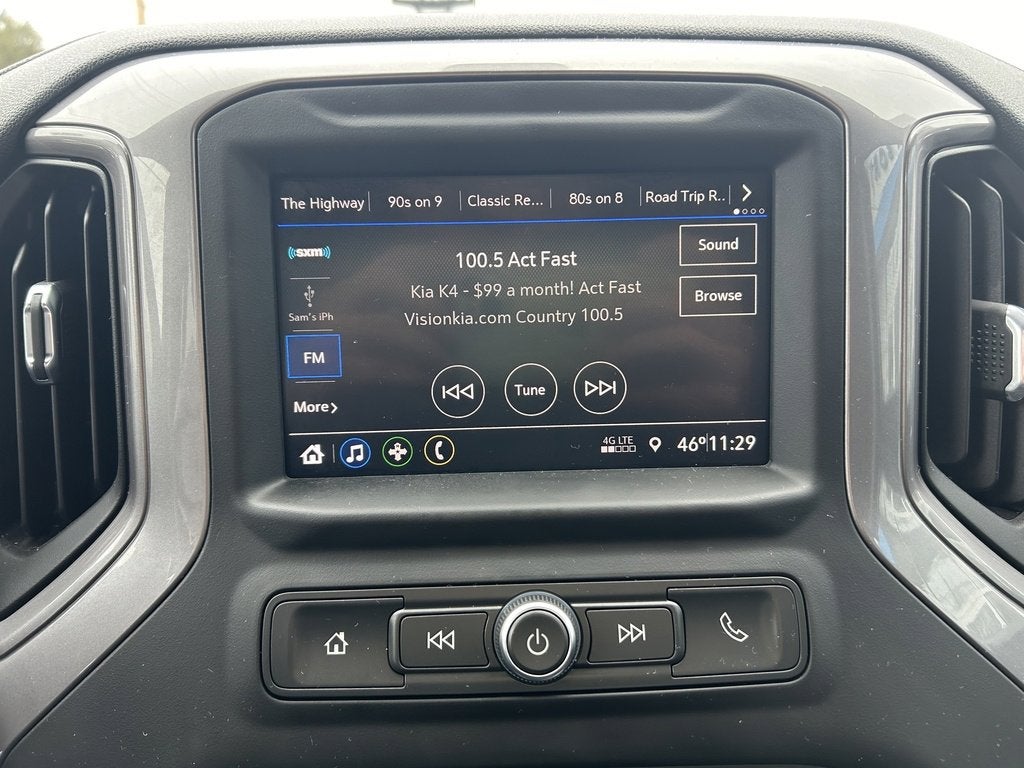 The Highway 90s on 9 Classic Re... 80s on 8 Road Trip R..
((sxm))
Sound
100.5 Act Fast
Kia K4 - $99 a month! Act Fast
Browse
Sam's iPh
Visionkia.com Country 100.5
FM
Tune
More
4G LTE
46° 11:29